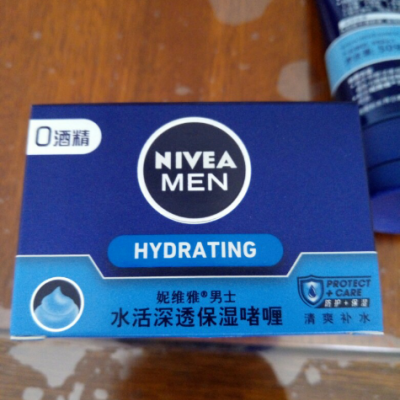 0酒精
NIVEA
MEN
HYDRATING
妮维雅®男士
水活深透保湿啫喱
PROTECT
+ CARE
防护+保湿
清爽补水